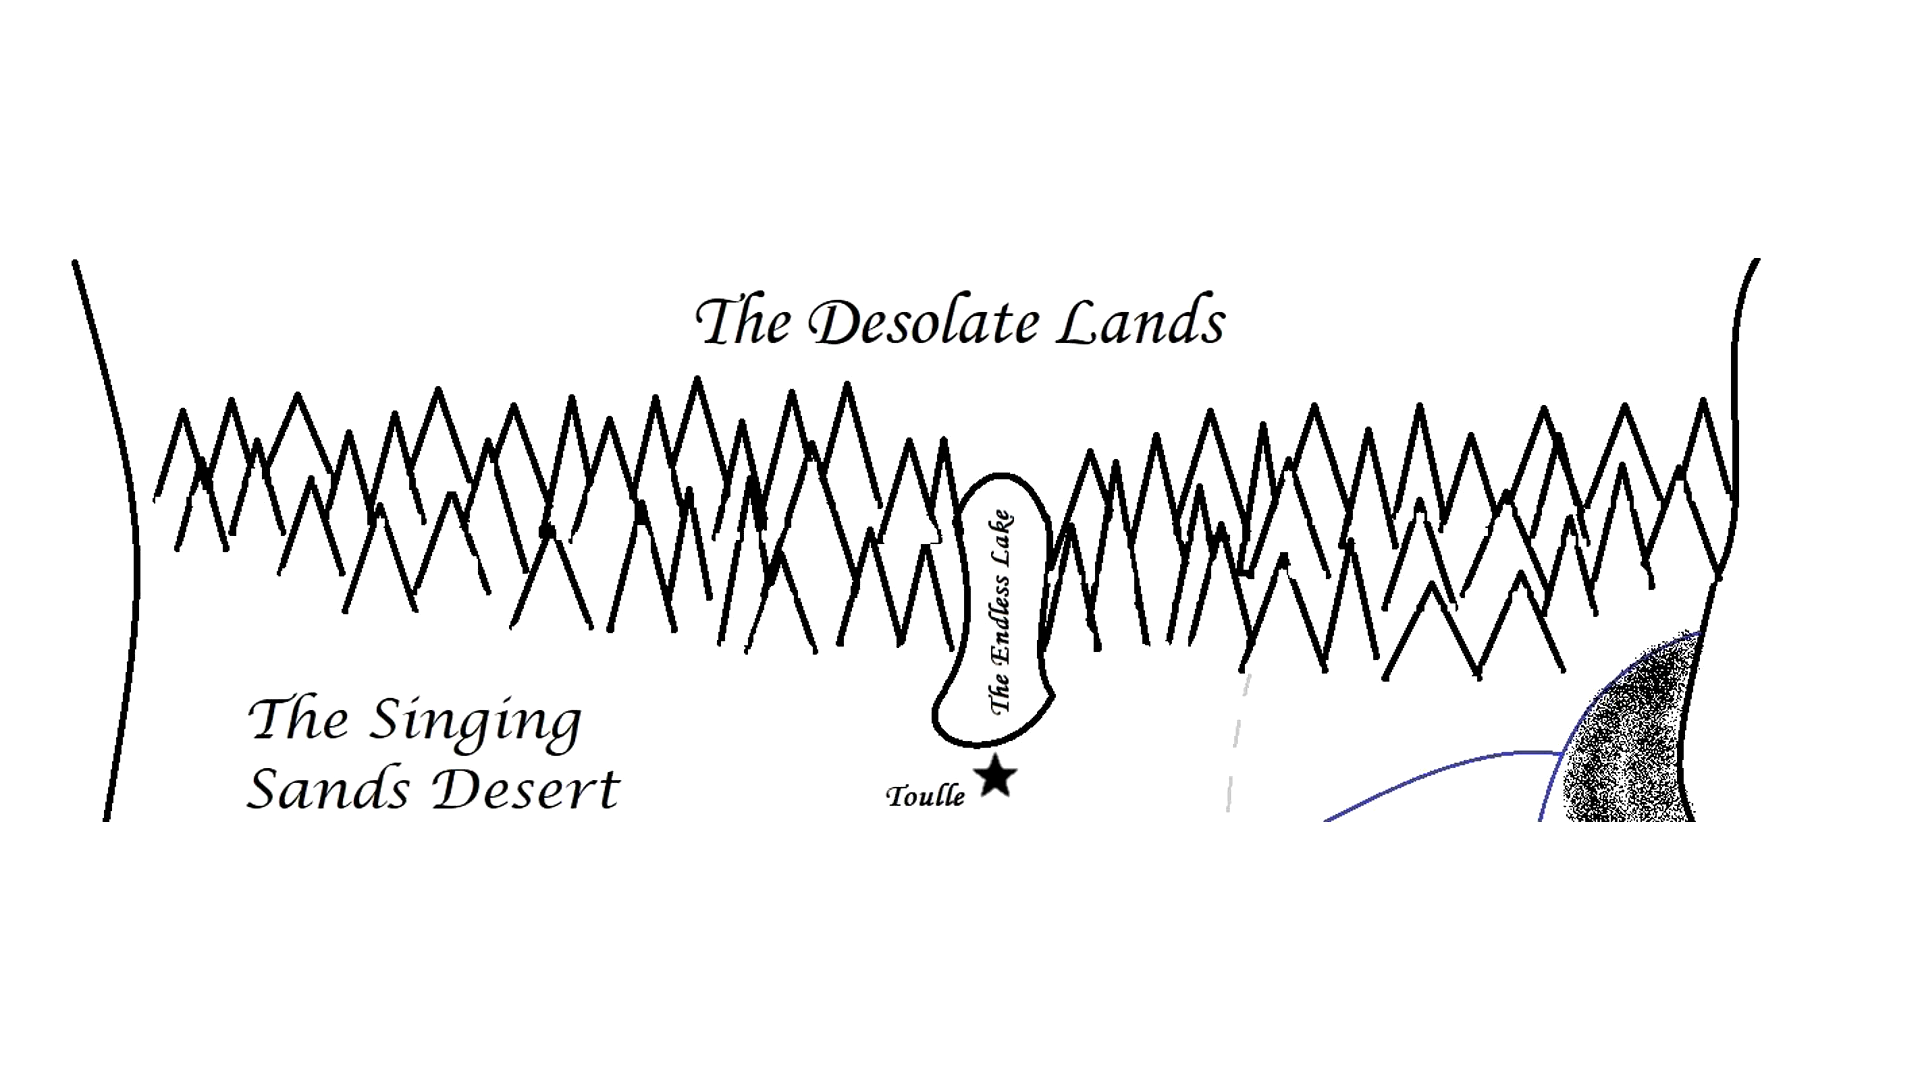 The Desolate Lands
The Endless Lake
The Singing
Sands Desert
Toulle